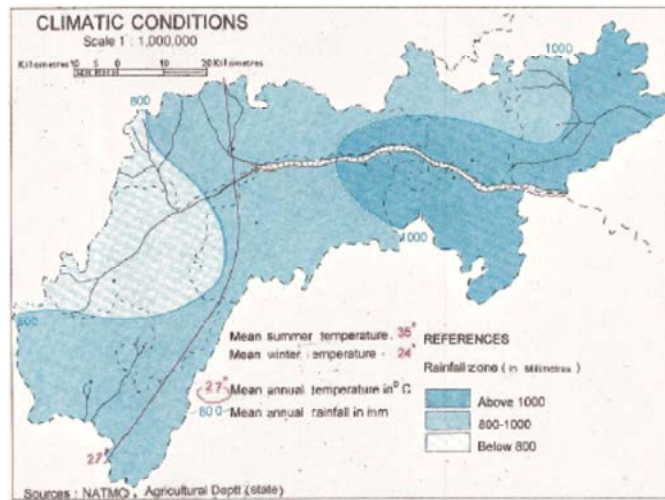 CLIMATIC CONDITIONS
Scale 1 : 1,000,000
Kilometres 10 5 0 10 20 Kilometres
800
1000
1000
800
27°
Mean summer temperature. 35°
Mean winter temperature - 24°
27° Mean annual temperature in° C
800 Mean annual rainfall in mm
REFERENCES
Rainfall zone ( in Millimetres )
Above 1000
800-1000
Below 800
Sources : NATMO, Agricultural Deptt (state)